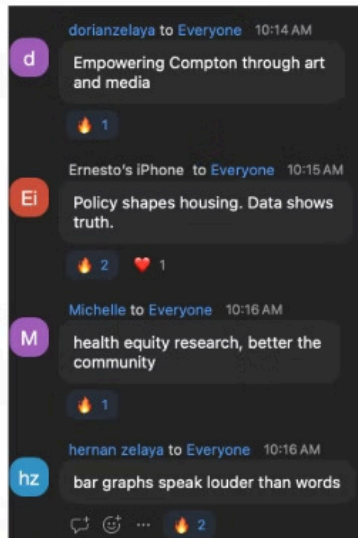 dorianzelaya to Everyone 10:14 AM
d
Empowering Compton through art
and media
🔥 1
Ernesto's iPhone to Everyone 10:15 AM
Ei
Policy shapes housing. Data shows
truth.
🔥 2 ❤️ 1
Michelle to Everyone 10:16 AM
M
health equity research, better the
community
🔥 1
hernan zelaya to Everyone 10:16 AM
hz
bar graphs speak louder than words
🔥 2